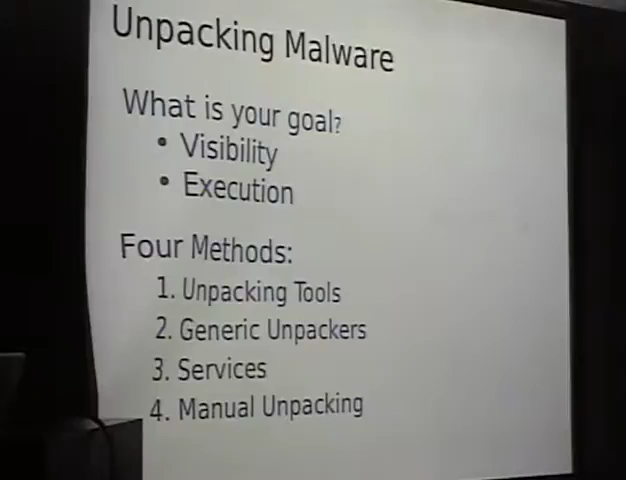 Unpacking Malware
What is your goal?
• Visibility
• Execution
Four Methods:
1. Unpacking Tools
2. Generic Unpackers
3. Services
4. Manual Unpacking